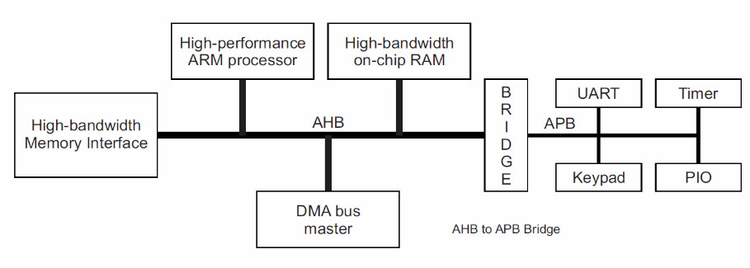 High-performance
ARM processor
High-bandwidth
on-chip RAM
High-bandwidth
Memory Interface
AHB
B
R
I
D
G
E
APB
UART
Timer
Keypad
PIO
DMA bus
master
AHB to APB Bridge